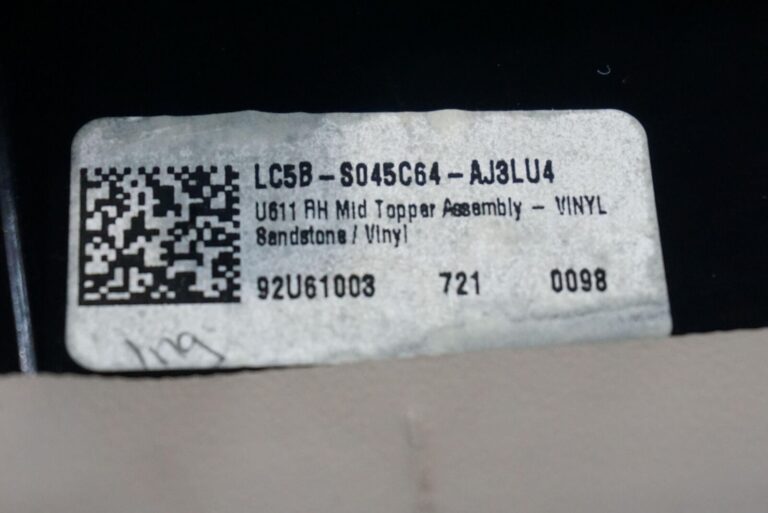 LC5B-S045C64-AJ3LU4
U611 RH Mid Topper Assembly - VINYL
Sandstone / Vinyl
92U61003 721 0098